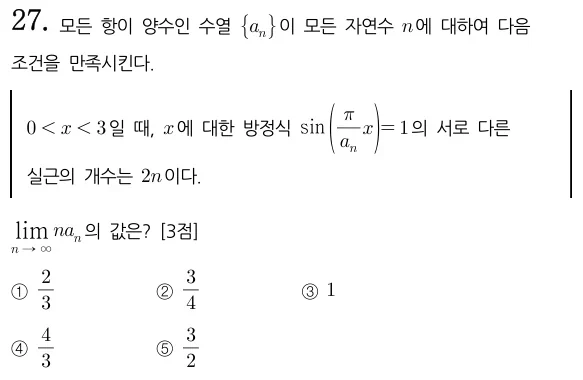 27. 모든 항이 양수인 수열 {aₙ}이 모든 자연수 n에 대하여 다음
조건을 만족시킨다.
0 < x < 3일 때, x에 대한 방정식 sin(π/aₙ x) = 1의 서로 다른
실근의 개수는 2n이다.
lim n→∞ naₙ의 값은? [3점]
① 2/3 ② 3/4 ③ 1
④ 4/3 ⑤ 3/2